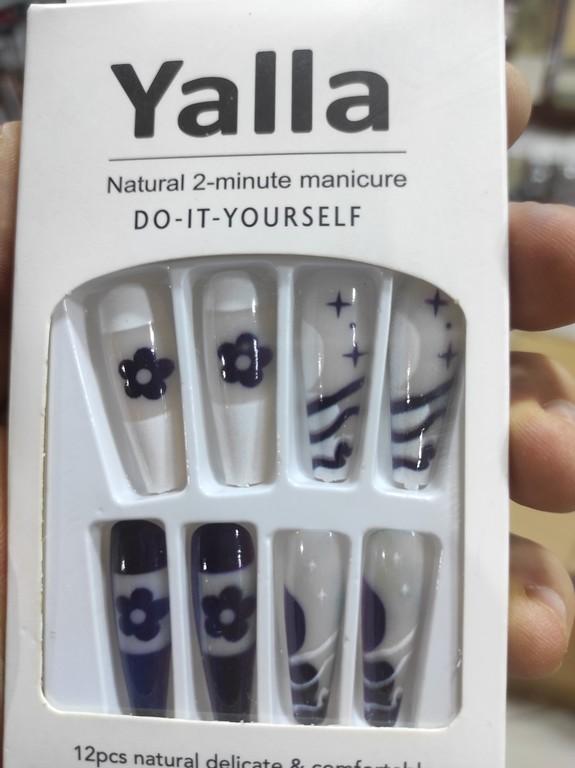 Yalla
Natural 2-minute manicure
DO-IT-YOURSELF
12pcs natural delicate &